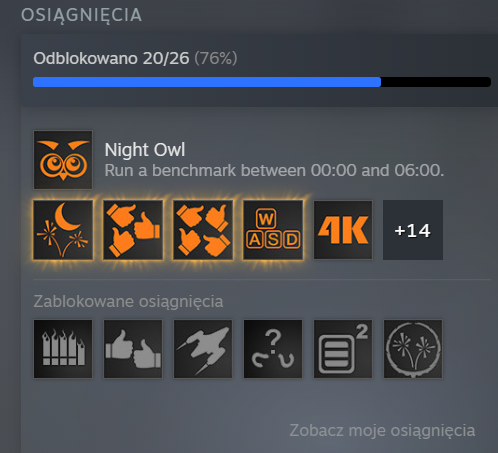 OSIĄGNIĘCIA
Odblokowano 20/26 (76%)
Night Owl
Run a benchmark between 00:00 and 06:00.
W
ASD
4K
+14
Zablokowane osiągnięcia
?
2
Zobacz moje osiągnięcia